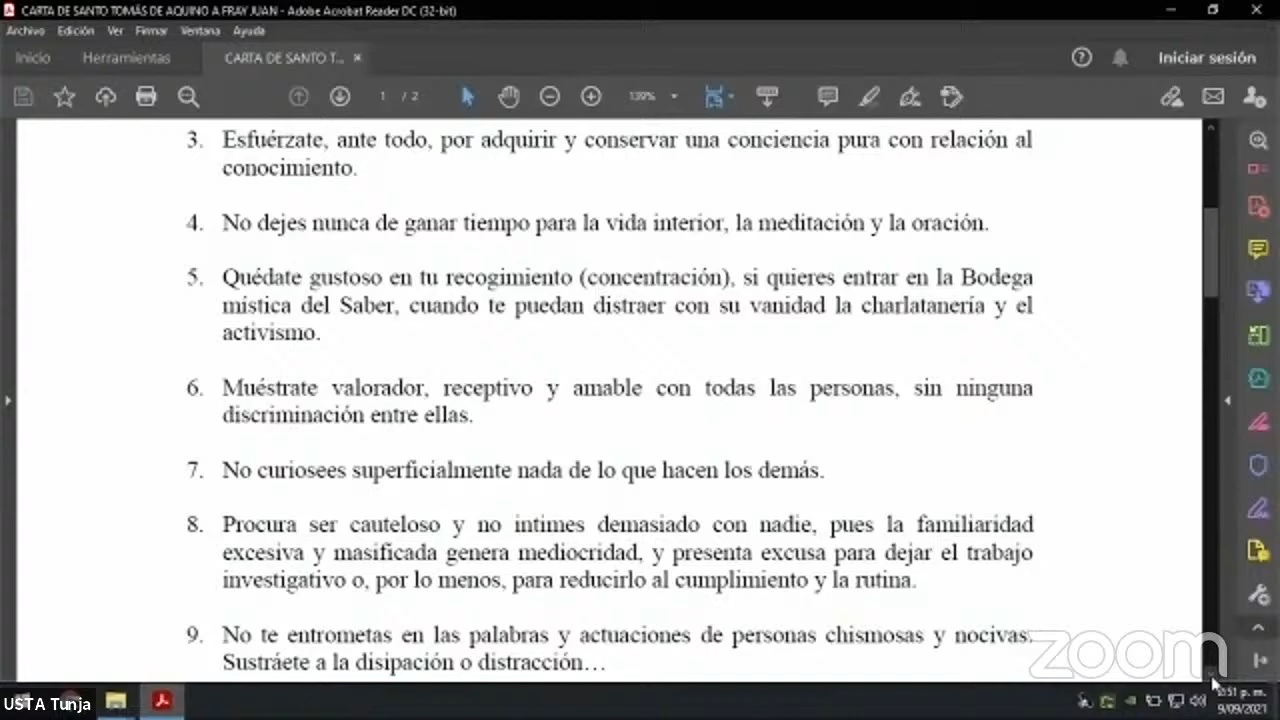 CARTA DE SANTO TOMÁS DE AQUINO A FRAY JUAN - Adobe Acrobat Reader DC (32-bit)
Archivo Edición Ver Firmar Ventana Ayuda
Inicio Herramientas CARTA DE SANTO T... × Iniciar sesión
1 / 2 139%
3. Esfuérzate, ante todo, por adquirir y conservar una conciencia pura con relación al
conocimiento.
4. No dejes nunca de ganar tiempo para la vida interior, la meditación y la oración.
5. Quédate gustoso en tu recogimiento (concentración), si quieres entrar en la Bodega
mística del Saber, cuando te puedan distraer con su vanidad la charlatanería y el
activismo.
6. Muéstrate valorador, receptivo y amable con todas las personas, sin ninguna
discriminación entre ellas.
7. No curiosees superficialmente nada de lo que hacen los demás.
8. Procura ser cauteloso y no intimes demasiado con nadie, pues la familiaridad
excesiva y masificada genera mediocridad, y presenta excusa para dejar el trabajo
investigativo o, por lo menos, para reducirlo al cumplimiento y la rutina.
9. No te entrometas en las palabras y actuaciones de personas chismosas y nocivas.
Sustráete a la disipación o distracción…
zoom
USTA Tunja
:51 p. m.
9/09/2021